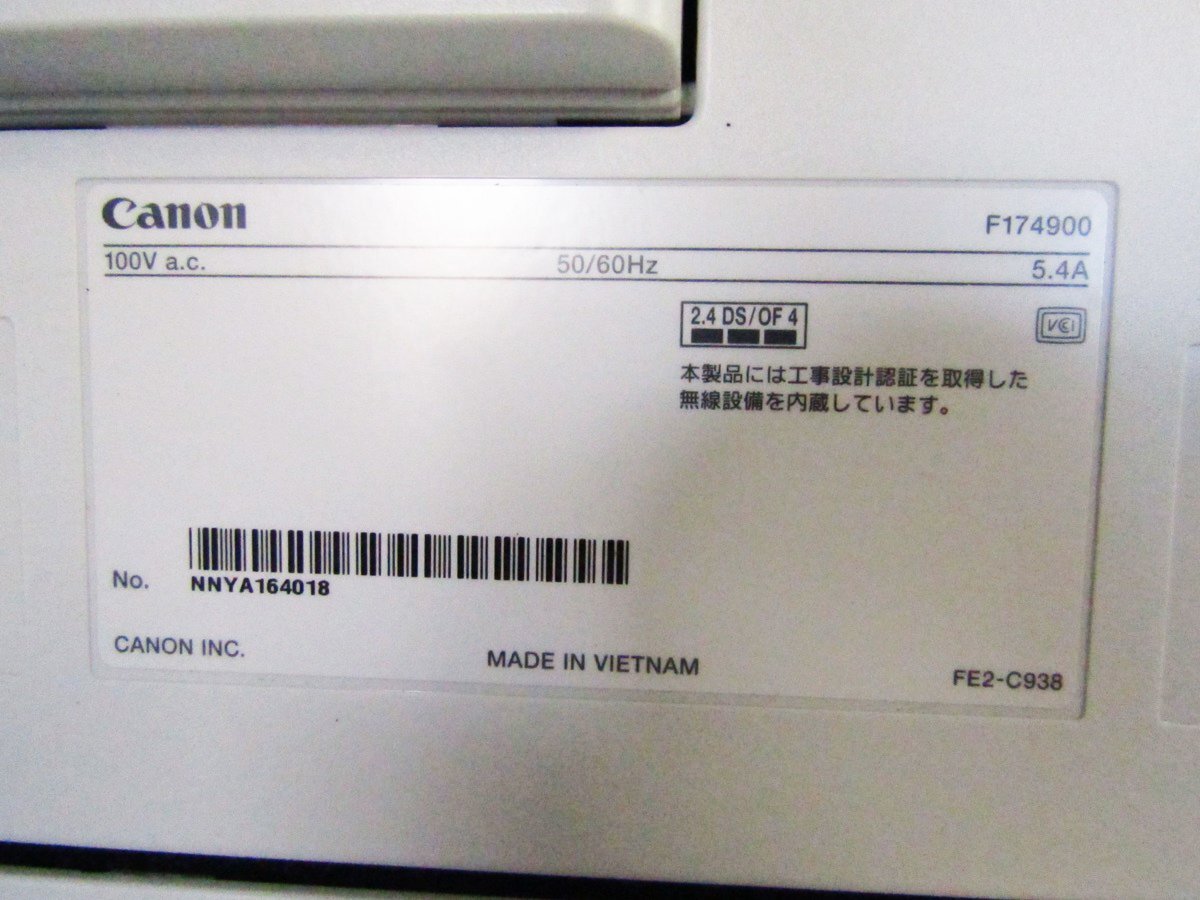 Canon
F174900
100V a.c. 50/60Hz 5.4A
2.4 DS/OF 4
VCI
本製品には工事設計認証を取得した
無線設備を内蔵しています。
No. NNYA164018
CANON INC. MADE IN VIETNAM FE2-C938